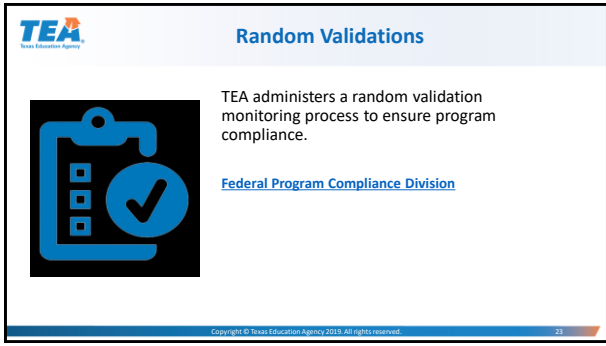 TEA
Texas Education Agency
Random Validations
TEA administers a random validation
monitoring process to ensure program
compliance.
Federal Program Compliance Division
Copyright © Texas Education Agency 2019. All rights reserved.
23